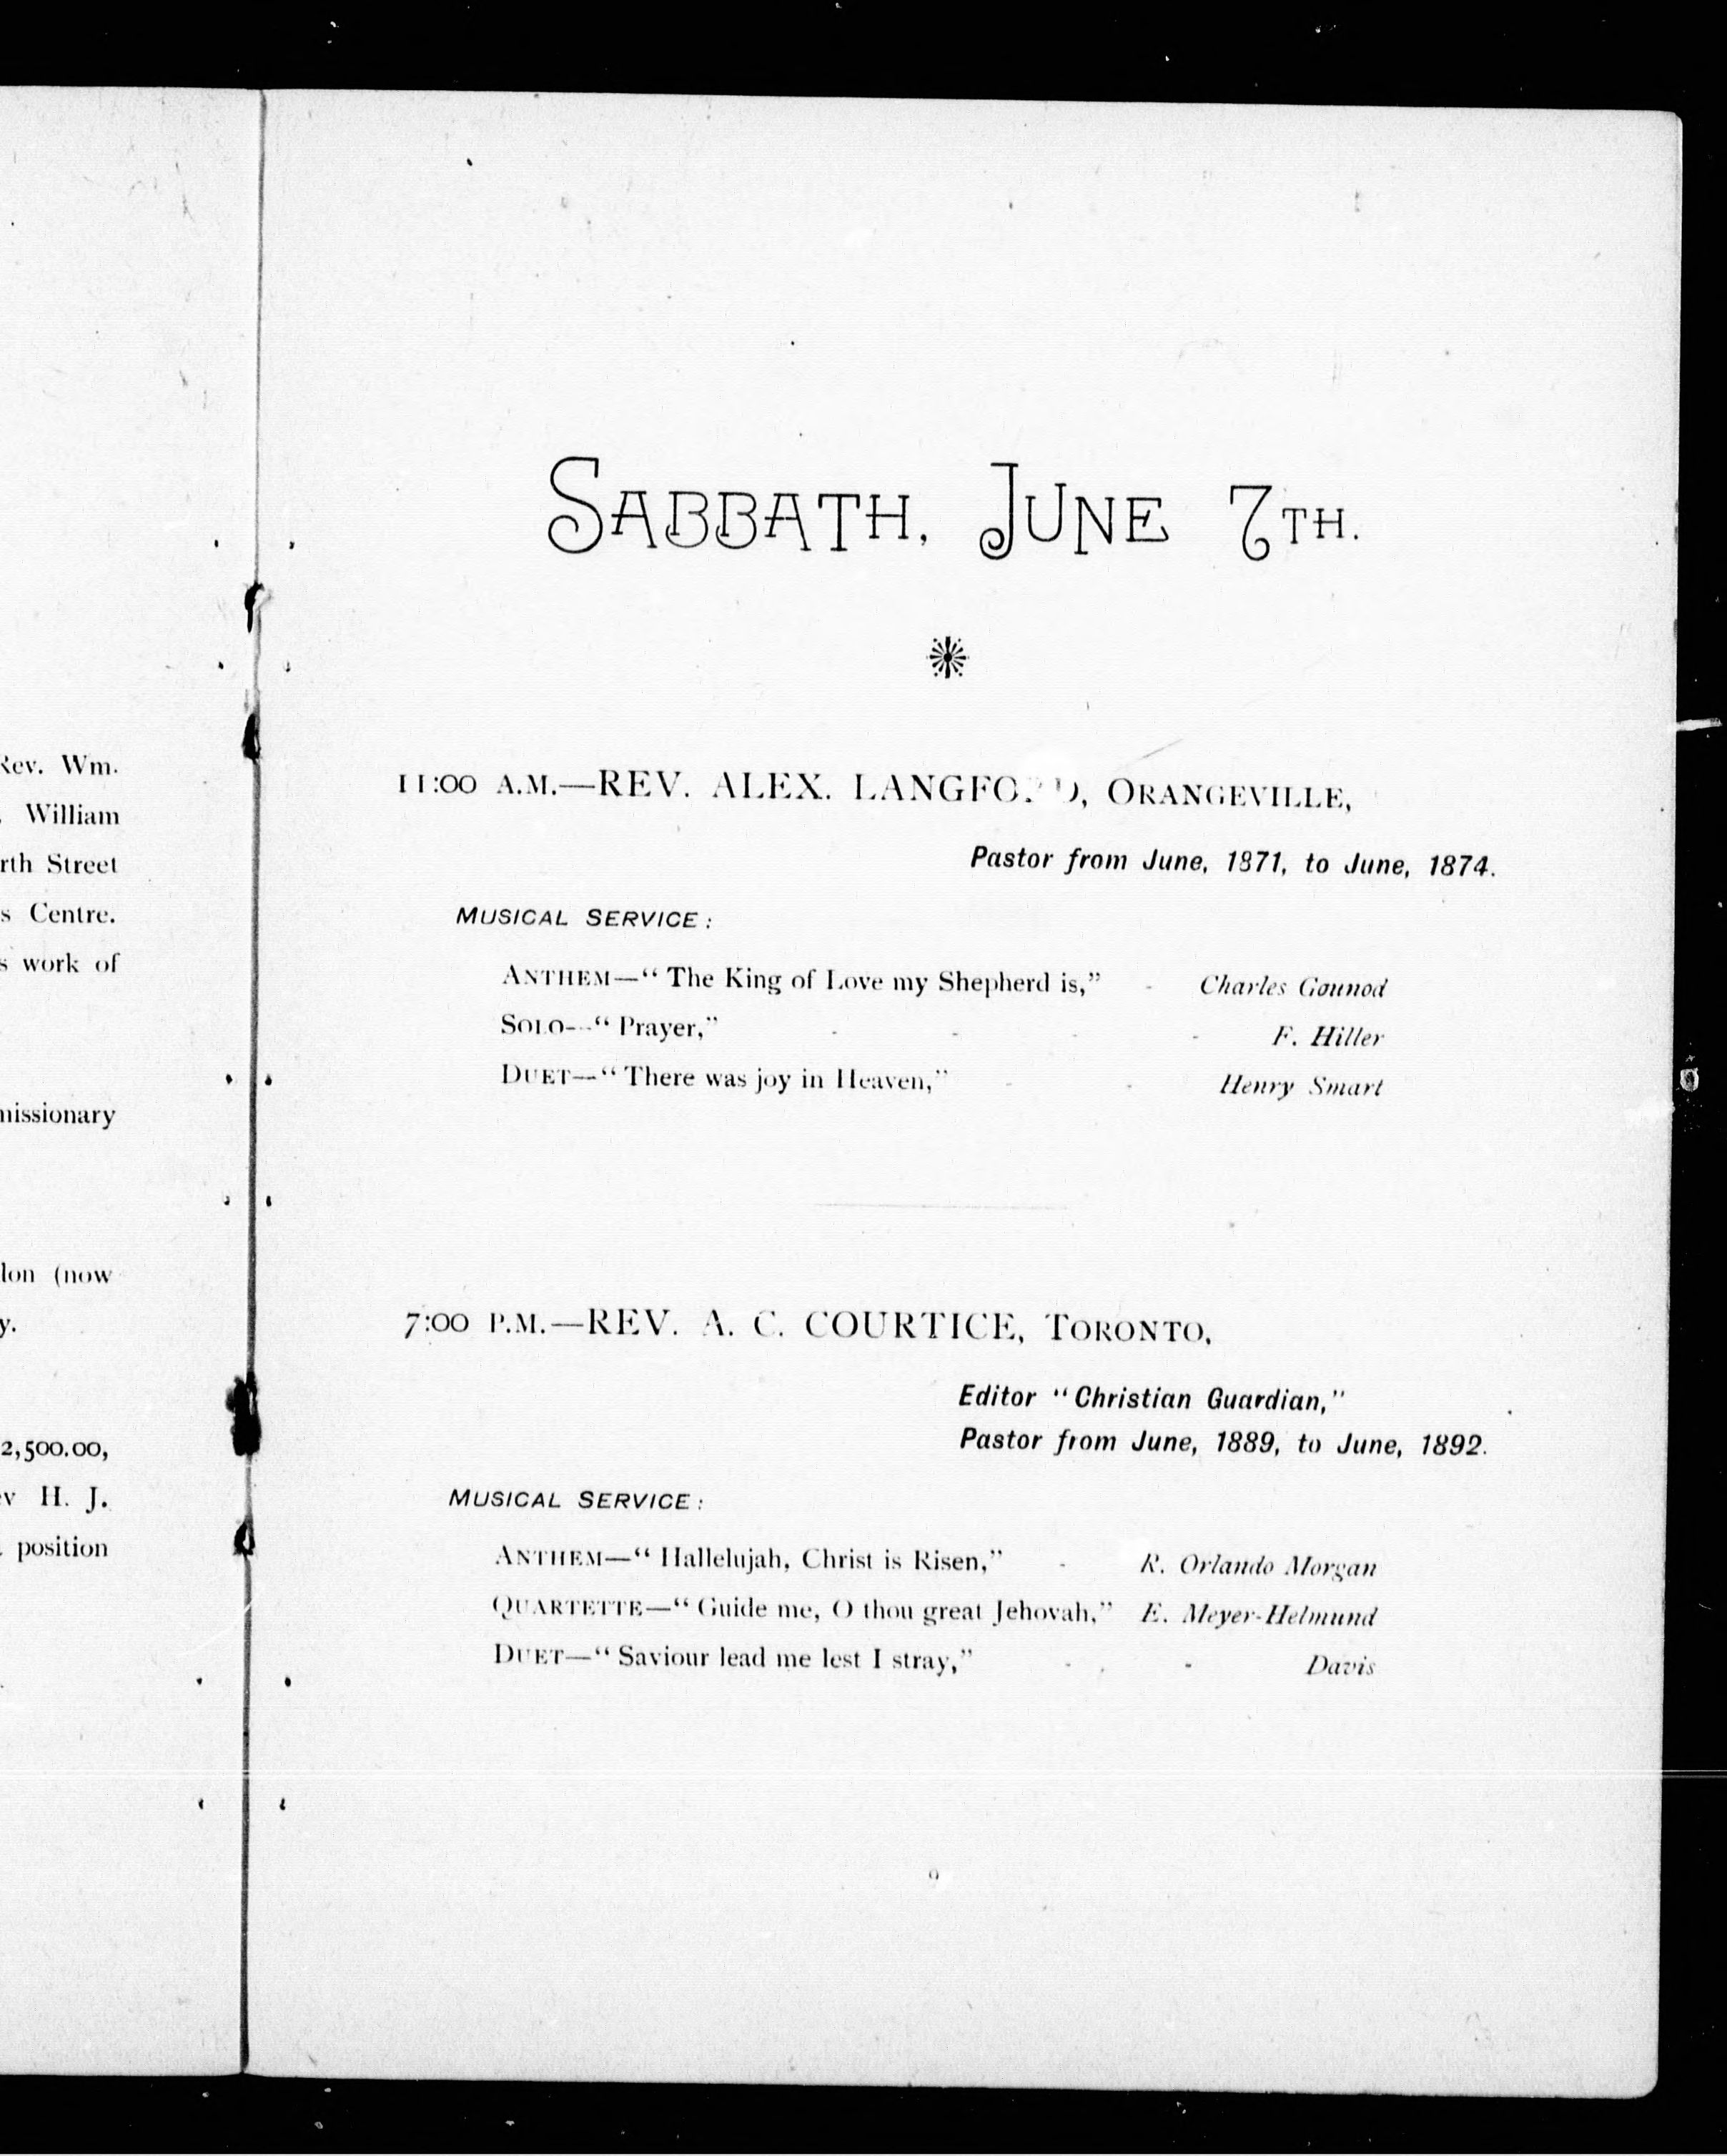 Rev. Wm.
William
rth Street
s Centre.
s work of
missionary
lon (now
y.
2,500.00,
v H. J.
position
SABBATH, JUNE 7TH.
11:00 A.M.—REV. ALEX. LANGFORD, ORANGEVILLE,
Pastor from June, 1871, to June, 1874.
MUSICAL SERVICE:
ANTHEM—“ The King of Love my Shepherd is,” - Charles Gounod
SOLO—“ Prayer,” - - - - F. Hiller
DUET—“ There was joy in Heaven,” - - Henry Smart
7:00 P.M.—REV. A. C. COURTICE, TORONTO,
Editor “Christian Guardian,”
Pastor from June, 1889, to June, 1892.
MUSICAL SERVICE:
ANTHEM—“ Hallelujah, Christ is Risen,” - R. Orlando Morgan
QUARTETTE—“ Guide me, O thou great Jehovah,” E. Meyer-Helmund
DUET—“ Saviour lead me lest I stray,” - - Davis
9